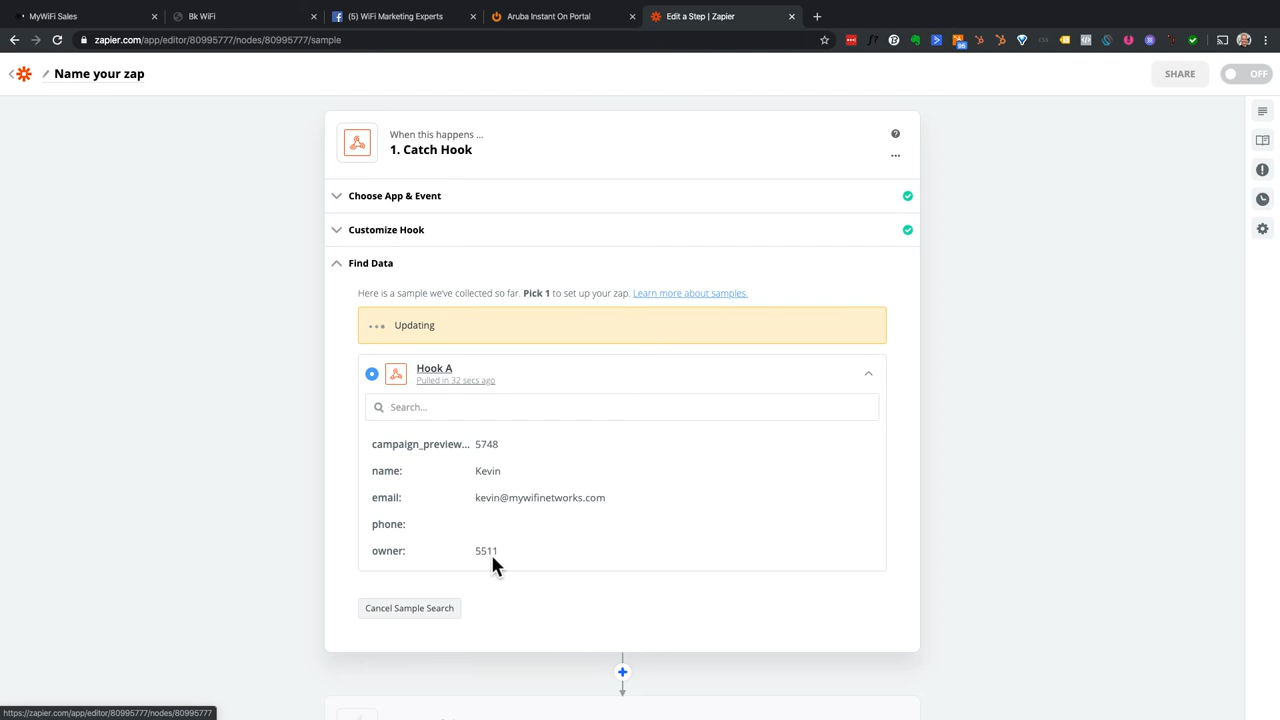 MyWiFi Sales
Bk WiFi
(5) WiFi Marketing Experts
Aruba Instant On Portal
Edit a Step | Zapier
zapier.com/app/editor/80995777/nodes/80995777/sample
Name your zap
SHARE
OFF
When this happens ...
1. Catch Hook
Choose App & Event
Customize Hook
Find Data
Here is a sample we've collected so far. Pick 1 to set up your zap. Learn more about samples.
Updating
Hook A
Pulled in 32 secs ago
Search...
campaign_preview... 5748
name: Kevin
email: kevin@mywifinetworks.com
phone:
owner: 5511
Cancel Sample Search
https://zapier.com/app/editor/80995777/nodes/80995777